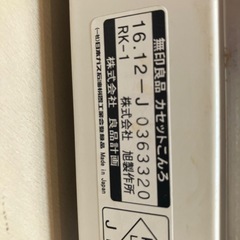 無印良品 カセットこんろ
16.12-J 0363320
RK-1 株式会社 旭製作所
株式会社 良品計画
Made in Japan
J